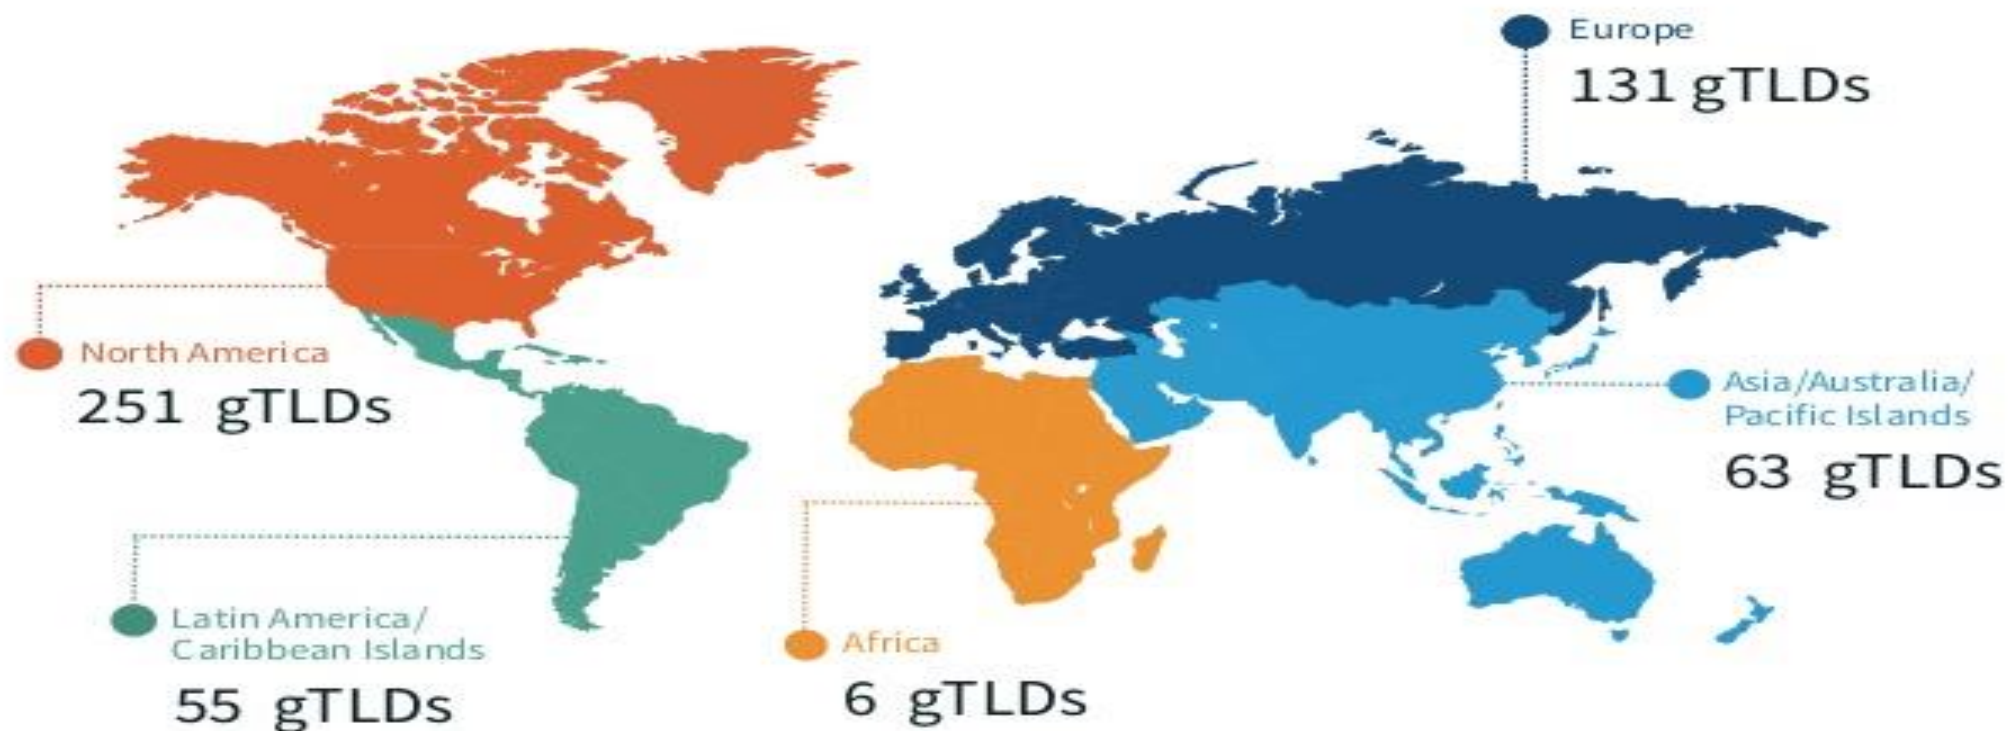 Europe
131 gTLDs
North America
251 gTLDs
Asia/Australia/
Pacific Islands
63 gTLDs
Latin America/
Caribbean Islands
55 gTLDs
Africa
6 gTLDs